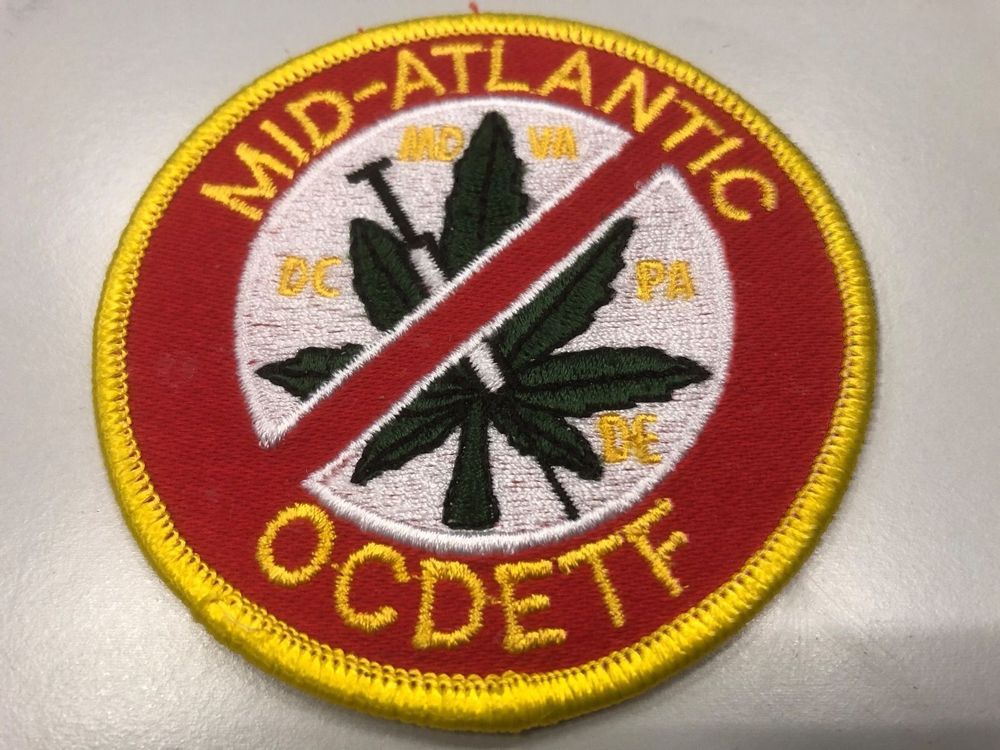 MID-ATLANTIC
MD VA
DC PA
DE
OCDETF